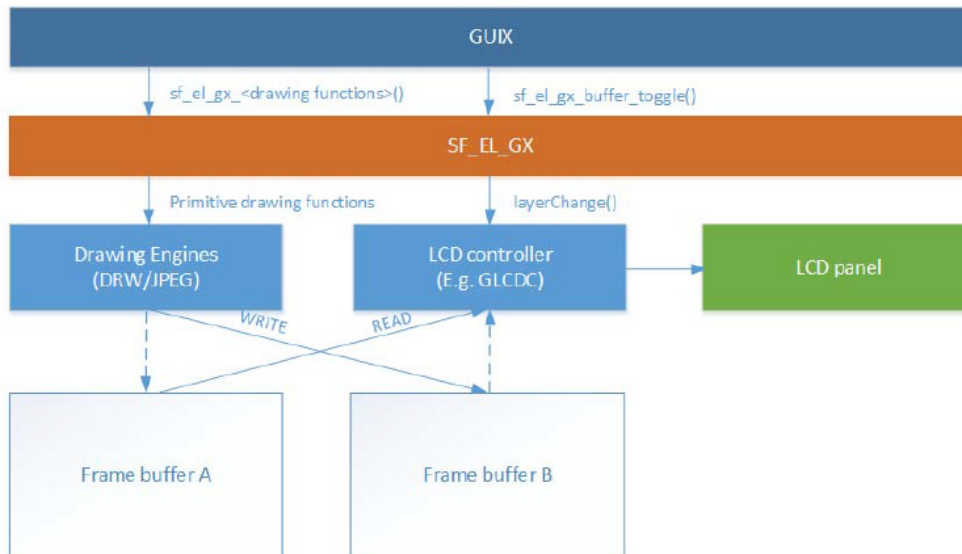 GUIX
sf_el_gx_<drawing functions>()
sf_el_gx_buffer_toggle()
SF_EL_GX
Primitive drawing functions
layerChange()
Drawing Engines
(DRW/JPEG)
LCD controller
(E.g. GLCDC)
LCD panel
WRITE
READ
Frame buffer A
Frame buffer B